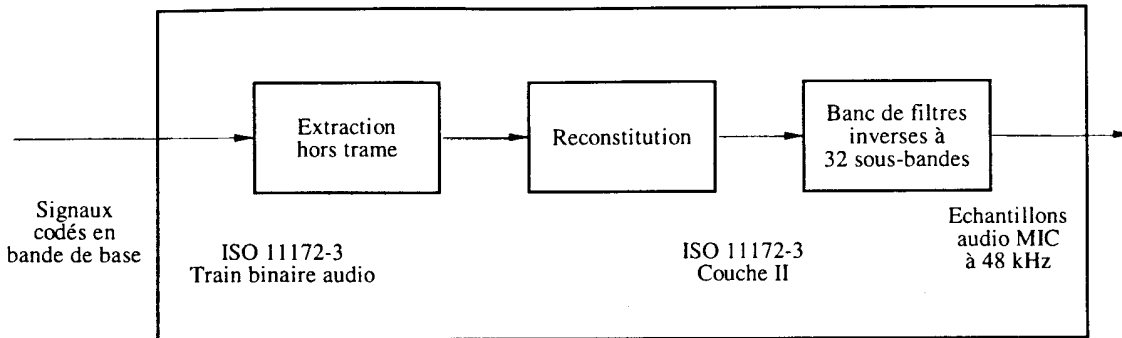 Extraction
hors trame
Reconstitution
Banc de filtres
inverses à
32 sous-bandes
Signaux
codés en
bande de base
ISO 11172-3
Train binaire audio
ISO 11172-3
Couche II
Echantillons
audio MIC
à 48 kHz